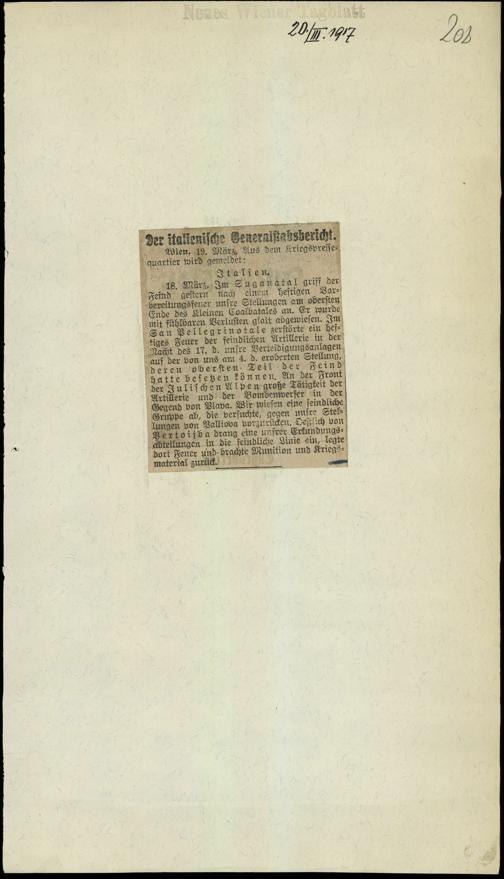 Neues Wiener Tagblatt
20/III. 1917
208
Der italienische Generalstabsbericht.
Wien, 19. März. Aus dem Kriegspresse-
quartier wird gemeldet:
Italien.
18. März. Im Suganatal griff der
Feind gestern nach einem heftigen Vor-
bereitungsfeuer unsre Stellungen am obersten
Ende des Kleinen Coalbatales an. Er wurde
mit fühlbaren Verlusten glatt abgewiesen. Im
San Pellegrinotale zerstörte ein hef-
tiges Feuer der feindlichen Artillerie in der
Nacht des 17. d. unsre Verteidigungsanlagen
auf der von uns am 4. d. eroberten Stellung,
deren obersten Teil der Feind
hatte besetzen können. An der Front
der Julischen Alpen große Tätigkeit der
Artillerie und der Bombenwerfer in der
Gegend von Plava. Wir wiesen eine feindliche
Gruppe ab, die versuchte, gegen unsre Stel-
lungen von Balliova vorzurücken. Oestlich von
Vertoijba drang eine unsrer Erkundungs-
abteilungen in die feindliche Linie ein, legte
dort Feuer und brachte Munition und Kriegs-
material zurück.